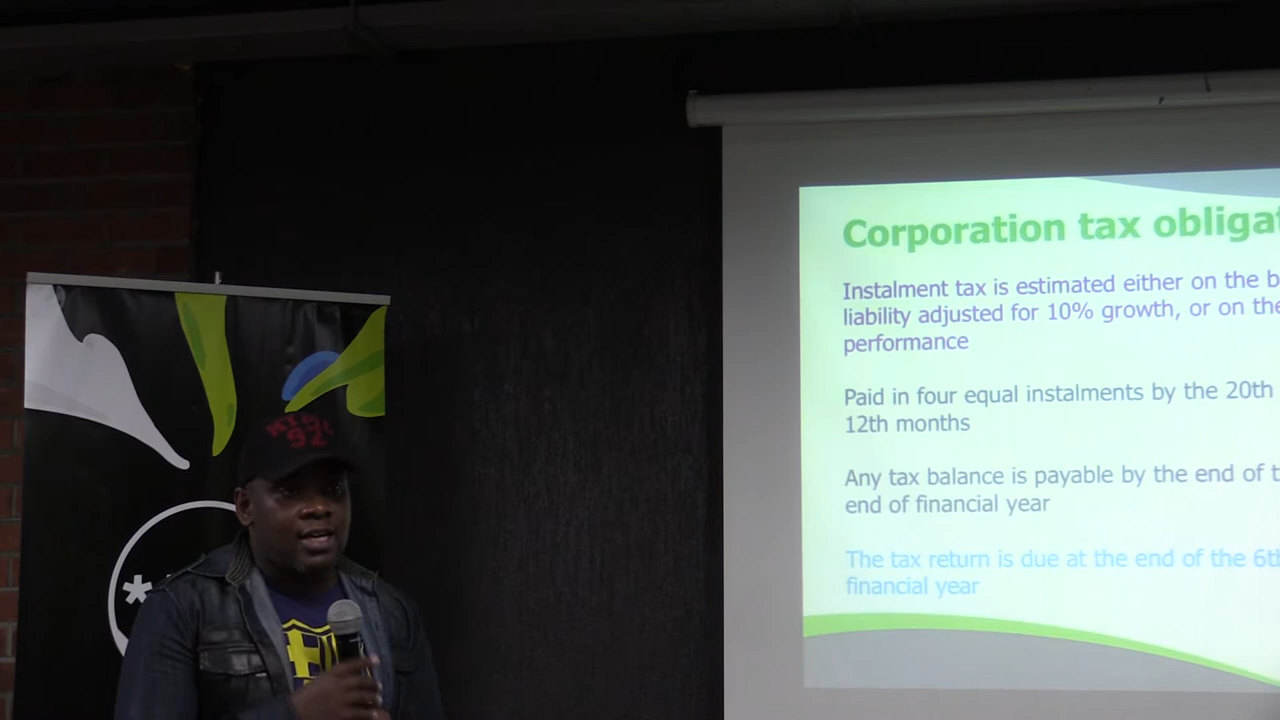 Corporation tax
Instalment tax is estimated either on the
liability adjusted for 10% growth, or on the
performance
Paid in four equal instalments by the 20th
12th months
Any tax balance is payable by the end of
end of financial year
The tax return is due at the end of the
financial year
*
92